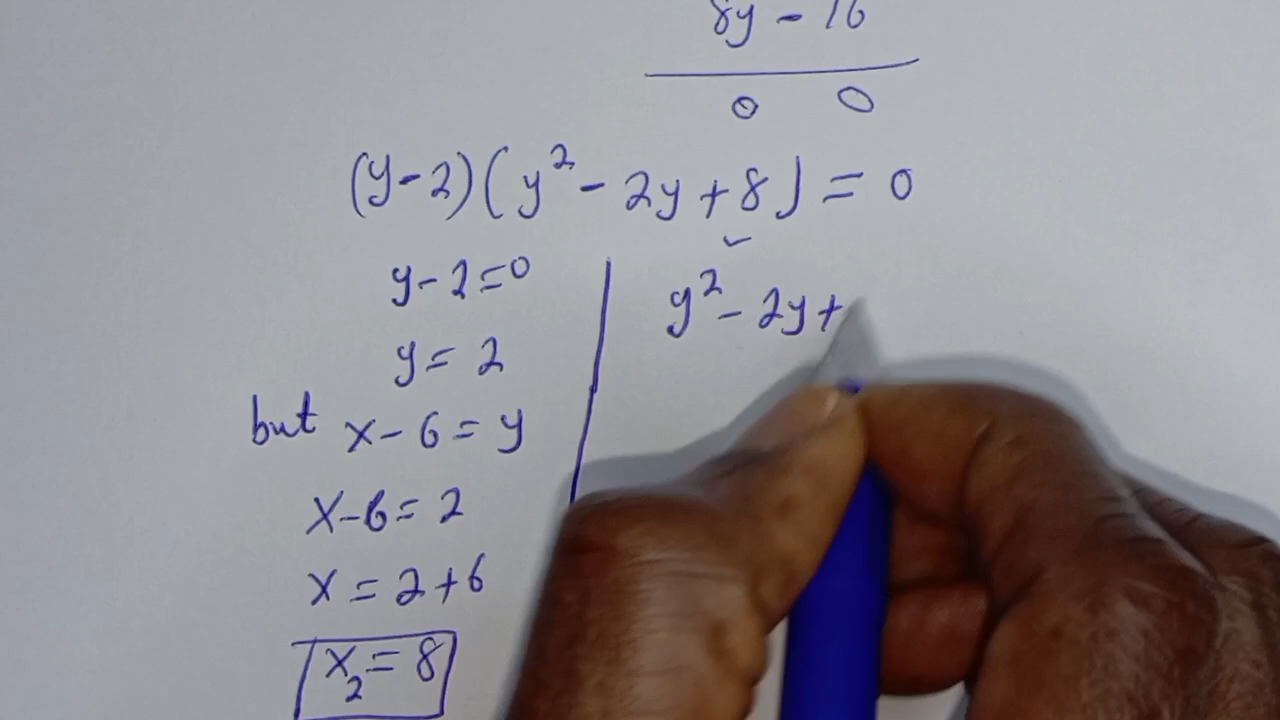 8y - 16
0 0
(y-2)(y² - 2y + 8) = 0
y - 2 = 0
y = 2
but x - 6 = y
x - 6 = 2
x = 2 + 6
x₂ = 8
y² - 2y +